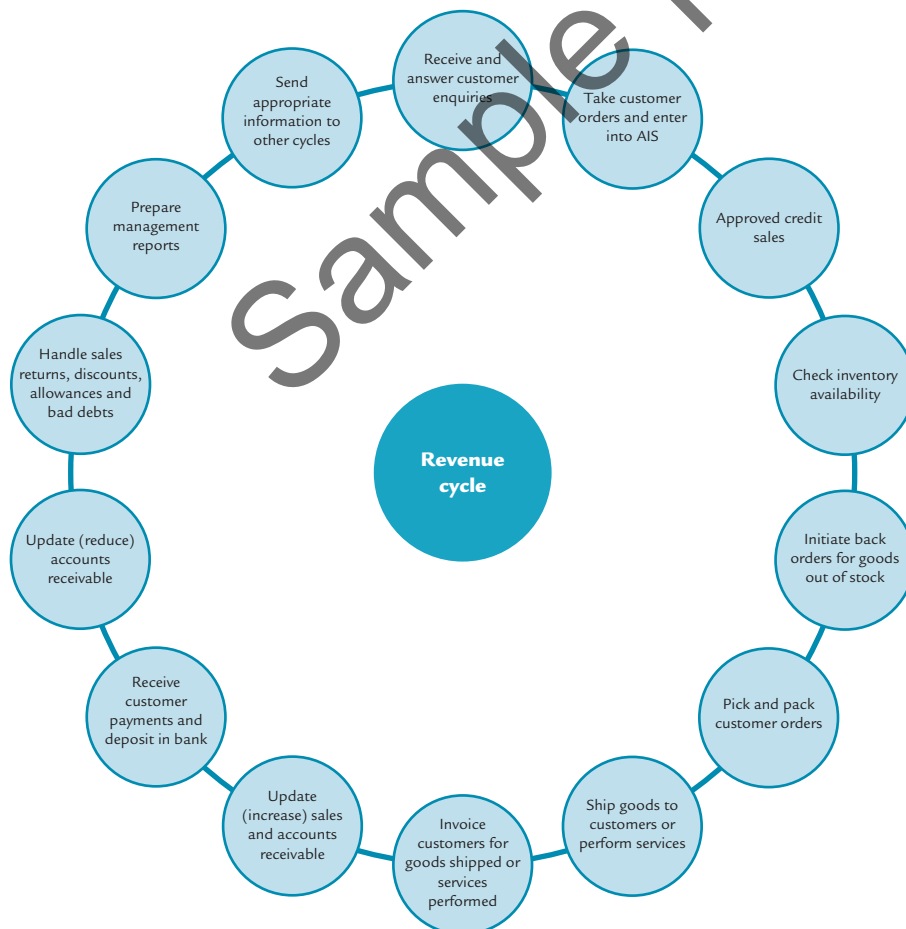 Receive and
answer customer
enquiries
Take customer
orders and enter
into AIS
Approved credit
sales
Check inventory
availability
Initiate back
orders for goods
out of stock
Pick and pack
customer orders
Ship goods to
customers or
perform services
Invoice
customers for
goods shipped or
services
performed
Update
(increase) sales
and accounts
receivable
Receive
customer
payments and
deposit in bank
Update (reduce)
accounts
receivable
Handle sales
returns, discounts,
allowances and
bad debts
Prepare
management
reports
Send
appropriate
information to
other cycles
Revenue
cycle
Sample